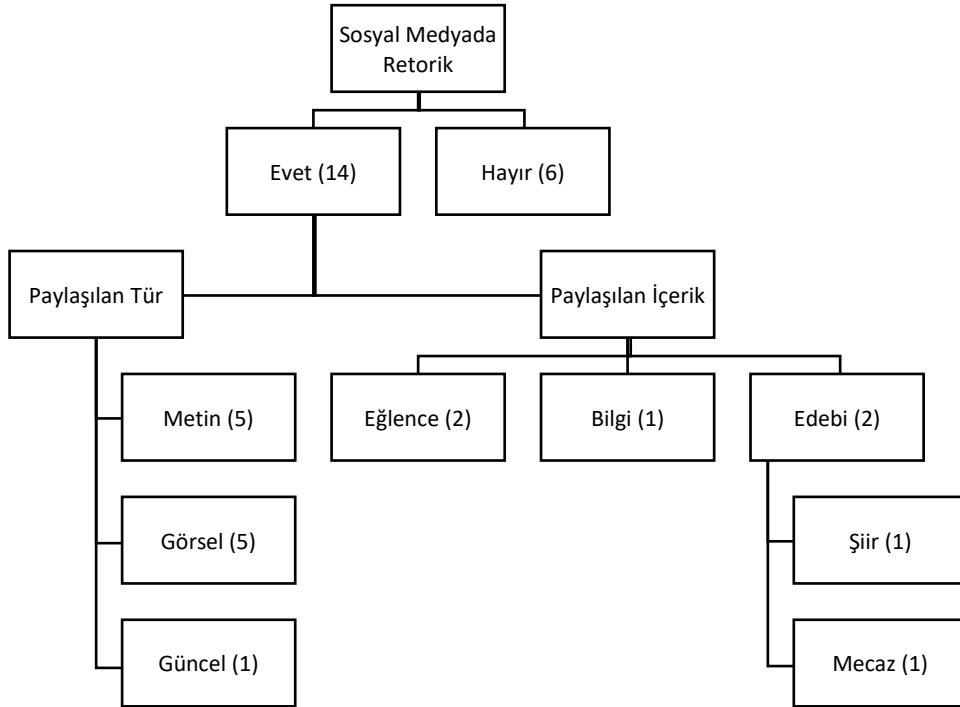 Sosyal Medyada
Retorik
Evet (14)
Hayır (6)
Paylaşılan Tür
Paylaşılan İçerik
Metin (5)
Eğlence (2)
Bilgi (1)
Edebi (2)
Görsel (5)
Şiir (1)
Güncel (1)
Mecaz (1)